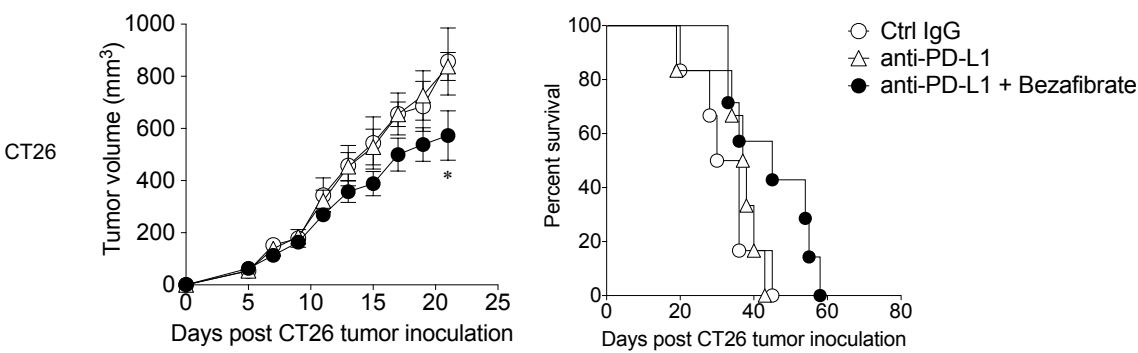 CT26
Tumor volume (mm³)
1000
800
600
400
200
0
0 5 10 15 20 25
*
Days post CT26 tumor inoculation
Percent survival
100
80
60
40
20
0
0 20 40 60 80
Days post CT26 tumor inoculation
Ctrl IgG
anti-PD-L1
anti-PD-L1 + Bezafibrate